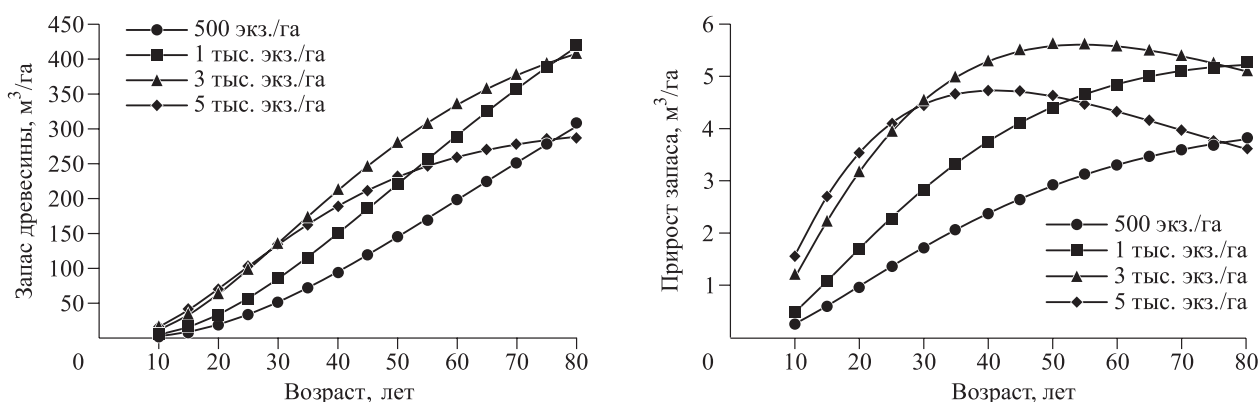 Запас древесины, м³/га
450
400
350
300
250
200
150
100
50
0
500 экз./га
1 тыс. экз./га
3 тыс. экз./га
5 тыс. экз./га
10 20 30 40 50 60 70 80
Возраст, лет
Прирост запаса, м³/га
6
5
4
3
2
1
0
500 экз./га
1 тыс. экз./га
3 тыс. экз./га
5 тыс. экз./га
10 20 30 40 50 60 70 80
Возраст, лет